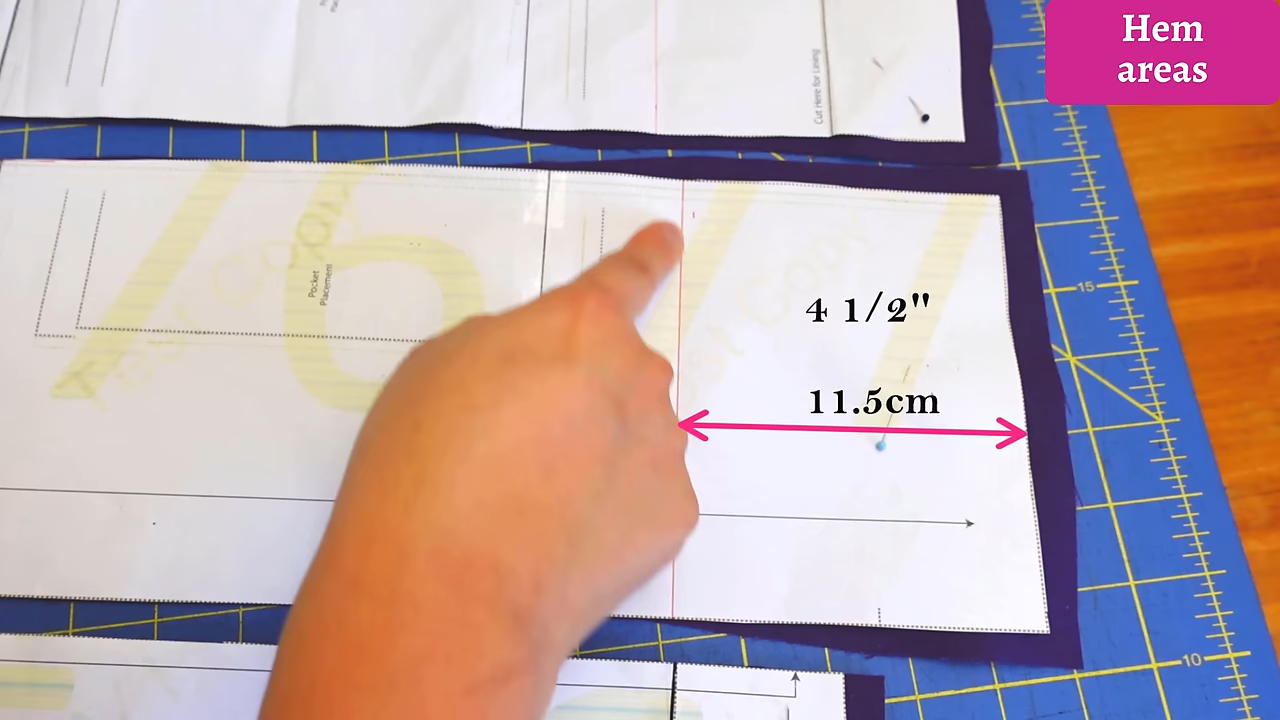 Hem
areas
Cut Here for Lining
Pocket
Placement
4 1/2"
11.5cm
15
10